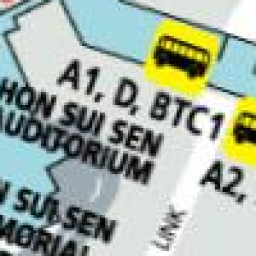 A1, D, BTC1
HON SUI SEN
AUDITORIUM
A2,
N SUI SEN
MORIAL
LINK